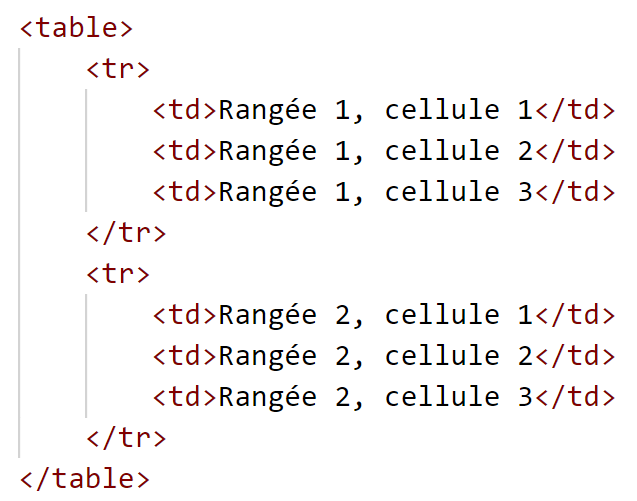 <table>
<tr>
<td>Rangée 1, cellule 1</td>
<td>Rangée 1, cellule 2</td>
<td>Rangée 1, cellule 3</td>
</tr>
<tr>
<td>Rangée 2, cellule 1</td>
<td>Rangée 2, cellule 2</td>
<td>Rangée 2, cellule 3</td>
</tr>
</table>